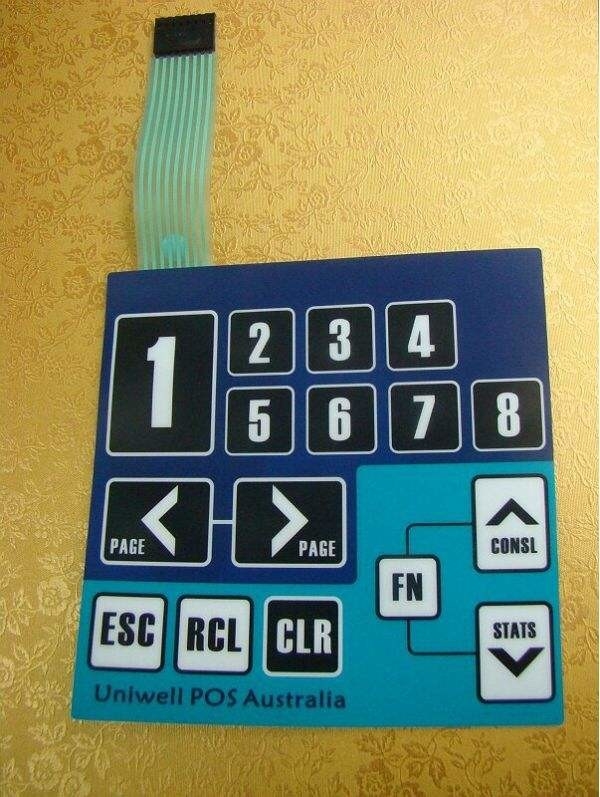 1 2 3 4
5 6 7 8
PAGE PAGE
CONSL
FN
STATS
ESC RCL CLR
Uniwell POS Australia